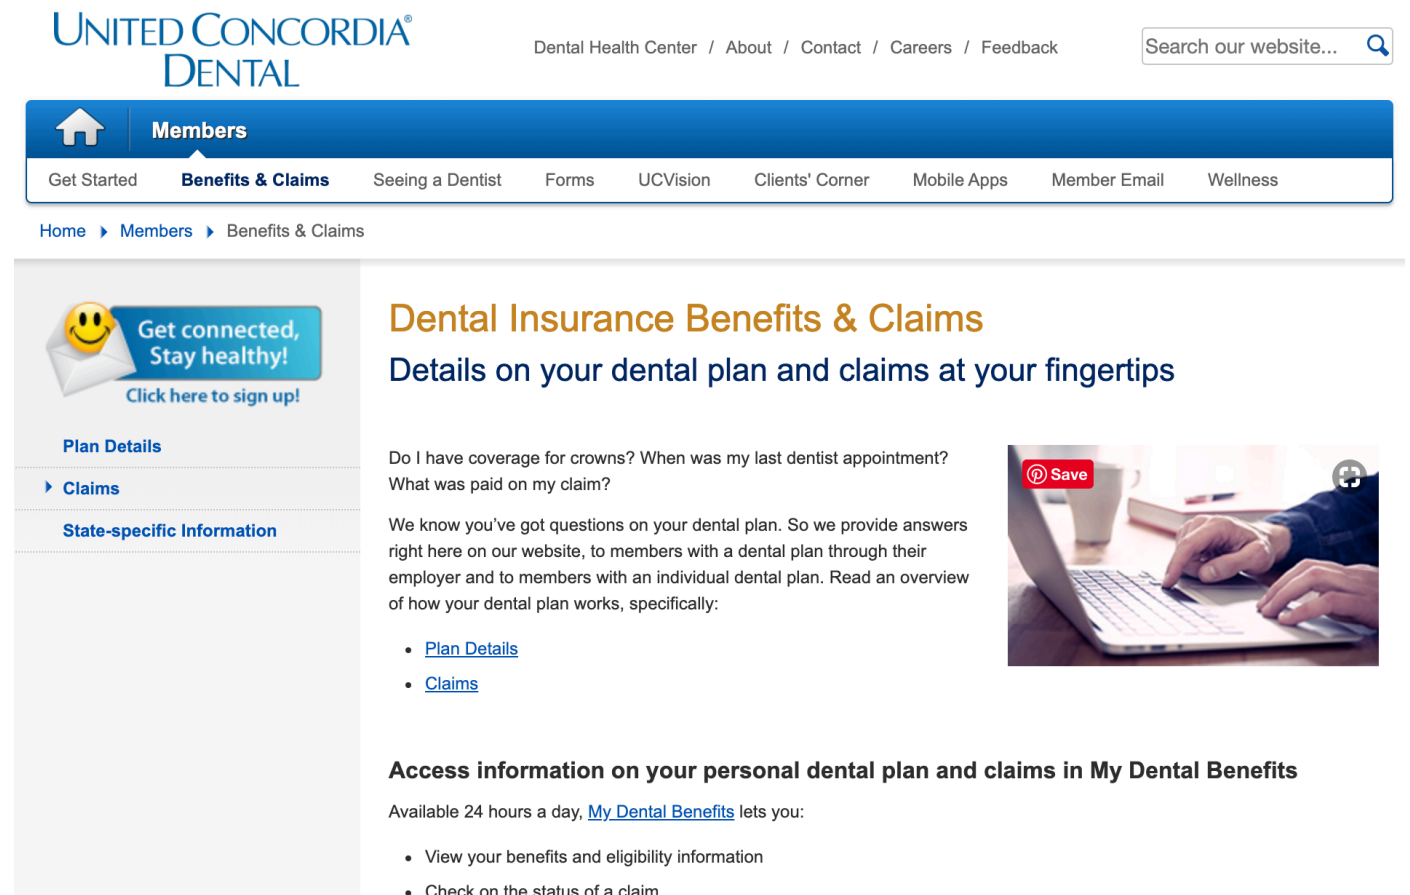 UNITED CONCORDIA®
DENTAL
Dental Health Center / About / Contact / Careers / Feedback
Search our website...
Members
Get Started Benefits & Claims Seeing a Dentist Forms UCVision Clients' Corner Mobile Apps Member Email Wellness
Home Members Benefits & Claims
Get connected,
Stay healthy!
Click here to sign up!
Plan Details
Claims
State-specific Information
Dental Insurance Benefits & Claims
Details on your dental plan and claims at your fingertips
Do I have coverage for crowns? When was my last dentist appointment?
What was paid on my claim?
We know you’ve got questions on your dental plan. So we provide answers
right here on our website, to members with a dental plan through their
employer and to members with an individual dental plan. Read an overview
of how your dental plan works, specifically:
• Plan Details
• Claims
Save
Access information on your personal dental plan and claims in My Dental Benefits
Available 24 hours a day, My Dental Benefits lets you:
• View your benefits and eligibility information
• Check on the status of a claim